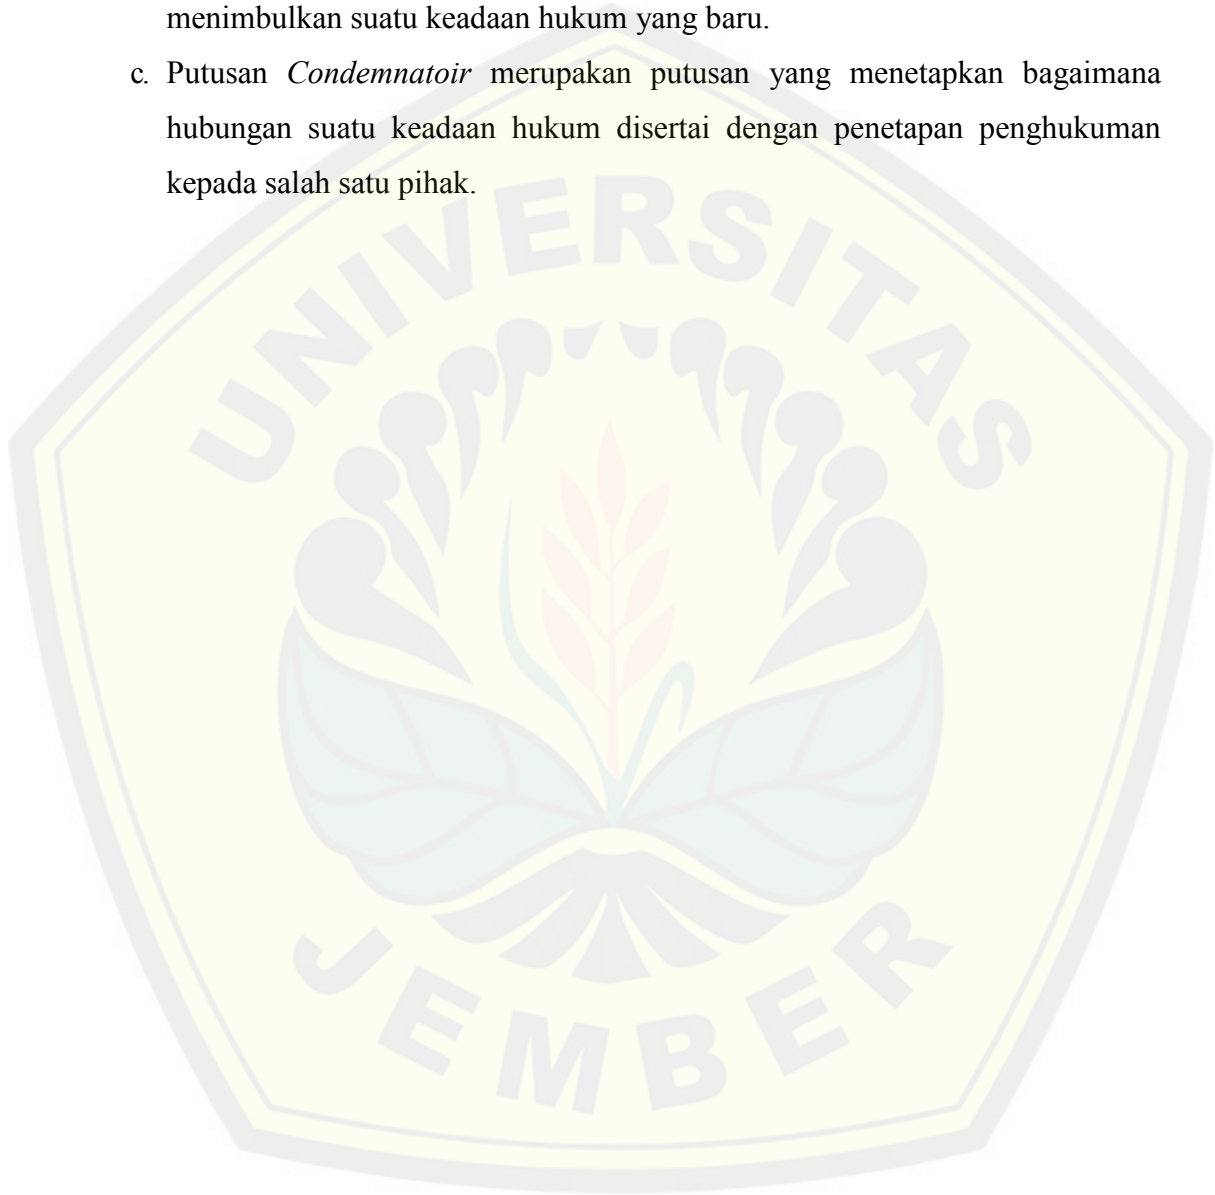 menimbulkan suatu keadaan hukum yang baru.
c. Putusan Condemnatoir merupakan putusan yang menetapkan bagaimana
hubungan suatu keadaan hukum disertai dengan penetapan penghukuman
kepada salah satu pihak.
UNIVERSITAS
JEMBER